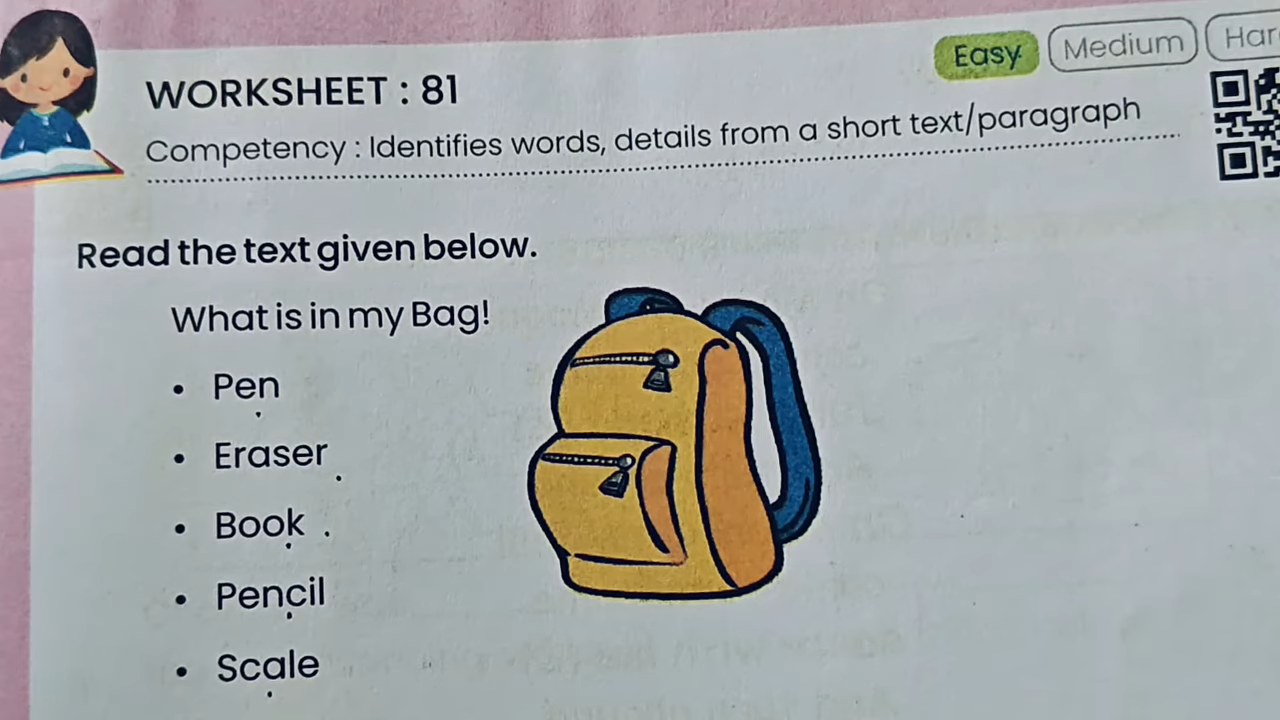 Easy Medium
WORKSHEET : 81
Competency : Identifies words, details from a short text/paragraph
Read the text given below.
What is in my Bag!
• Pen
• Eraser
• Book
• Pencil
• Scale